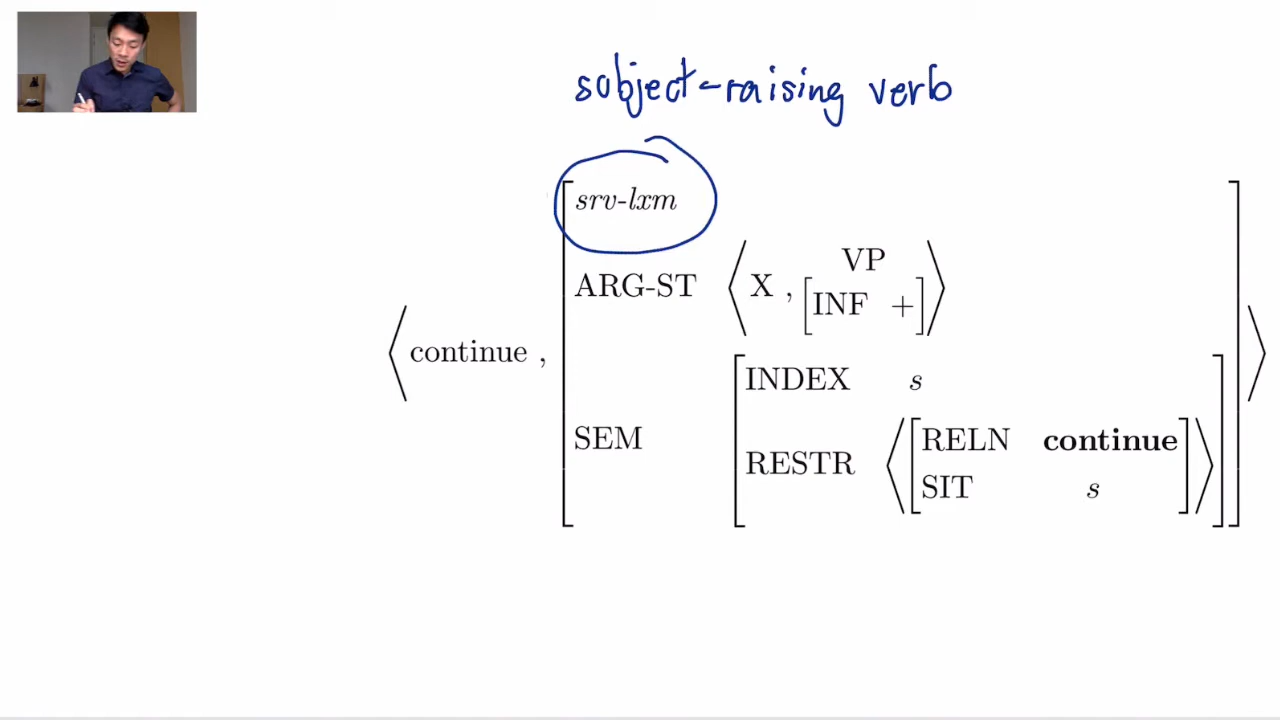 subject-raising verb
srv-lxm
ARG-ST ⟨ X , VP [INF +] ⟩
⟨ continue ,
INDEX s
SEM
RELN continue
RESTR ⟨
SIT s
⟩